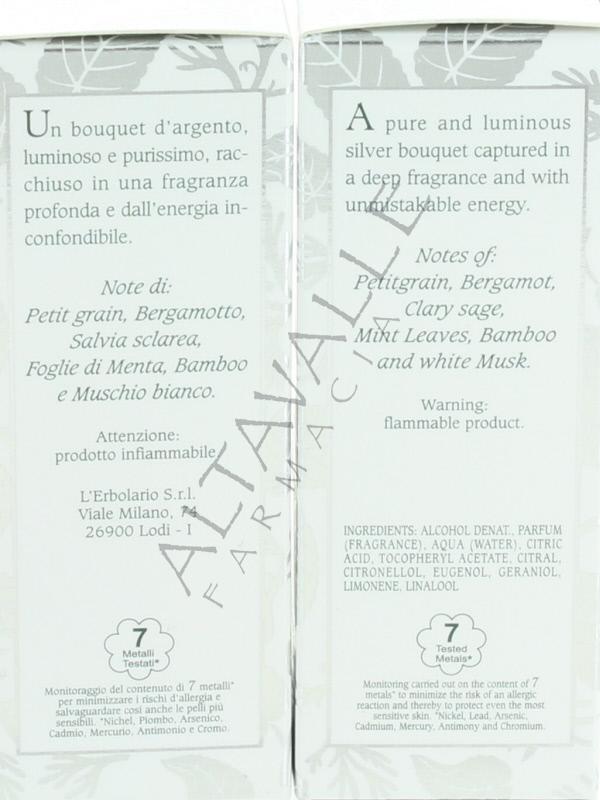 Un bouquet d'argento,
luminoso e purissimo, rac-
chiuso in una fragranza
profonda e dall'energia in-
confondibile.
Note di:
Petit grain, Bergamotto,
Salvia sclarea,
Foglie di Menta, Bamboo
e Muschio bianco.
Attenzione:
prodotto infiammabile
L'Erbolario S.r.l.
Viale Milano, 74
26900 Lodi - I
7
Metalli
Testati*
Monitoraggio del contenuto di 7 metalli*
per minimizzare i rischi d'allergia e
salvaguardare così anche le pelli più
sensibili. *Nichel, Piombo, Arsenico,
Cadmio, Mercurio, Antimonio e Cromo.
A pure and luminous
silver bouquet captured in
a deep fragrance and with
unmistakable energy.
Notes of:
Petitgrain, Bergamot,
Clary sage,
Mint Leaves, Bamboo
and white Musk.
Warning:
flammable product.
INGREDIENTS: ALCOHOL DENAT., PARFUM
(FRAGRANCE), AQUA (WATER), CITRIC
ACID, TOCOPHERYL ACETATE, CITRAL,
CITRONELLOL, EUGENOL, GERANIOL,
LIMONENE, LINALOOL
7
Tested
Metals*
Monitoring carried out on the content of 7
metals* to minimize the risk of an allergic
reaction and thereby to protect even the most
sensitive skin. *Nickel, Lead, Arsenic,
Cadmium, Mercury, Antimony and Chromium.
ALTAVALLE
FARMACIA